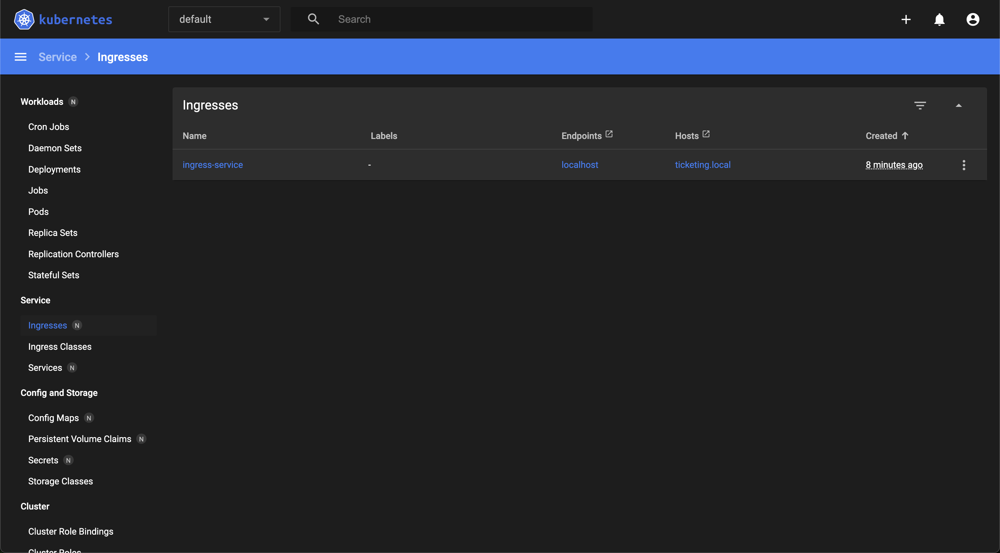 kubernetes
default
Search
Service > Ingresses
Workloads N
Cron Jobs
Daemon Sets
Deployments
Jobs
Pods
Replica Sets
Replication Controllers
Stateful Sets
Service
Ingresses N
Ingress Classes
Services N
Config and Storage
Config Maps N
Persistent Volume Claims N
Secrets N
Storage Classes
Cluster
Cluster Role Bindings
Cluster Roles
Ingresses
Name Labels Endpoints Hosts Created
ingress-service - localhost ticketing.local 8 minutes ago